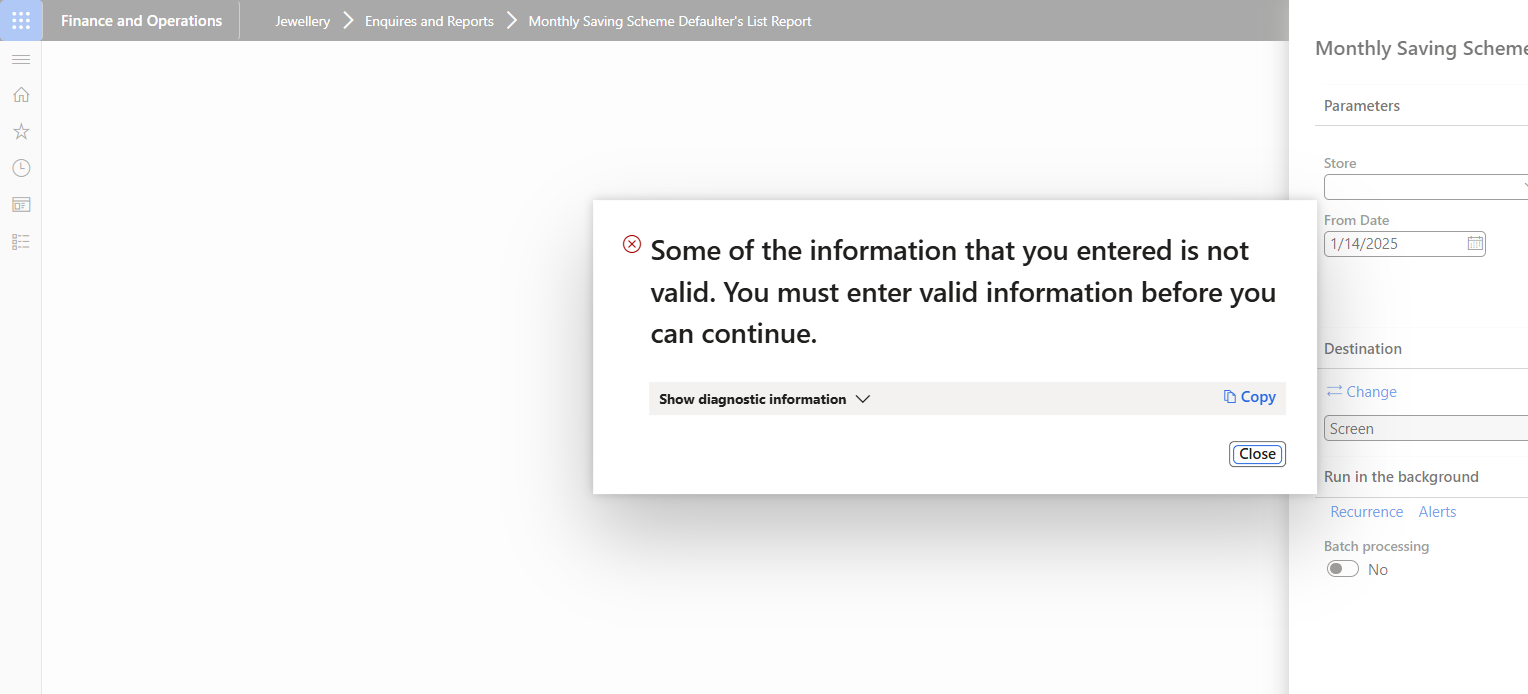 Finance and Operations
Jewellery
Enquires and Reports
Monthly Saving Scheme Defaulter's List Report
Monthly Saving Scheme
Parameters
Store
From Date
1/14/2025
Some of the information that you entered is not
valid. You must enter valid information before you
can continue.
Show diagnostic information
Copy
Close
Destination
Change
Screen
Run in the background
Recurrence Alerts
Batch processing
No